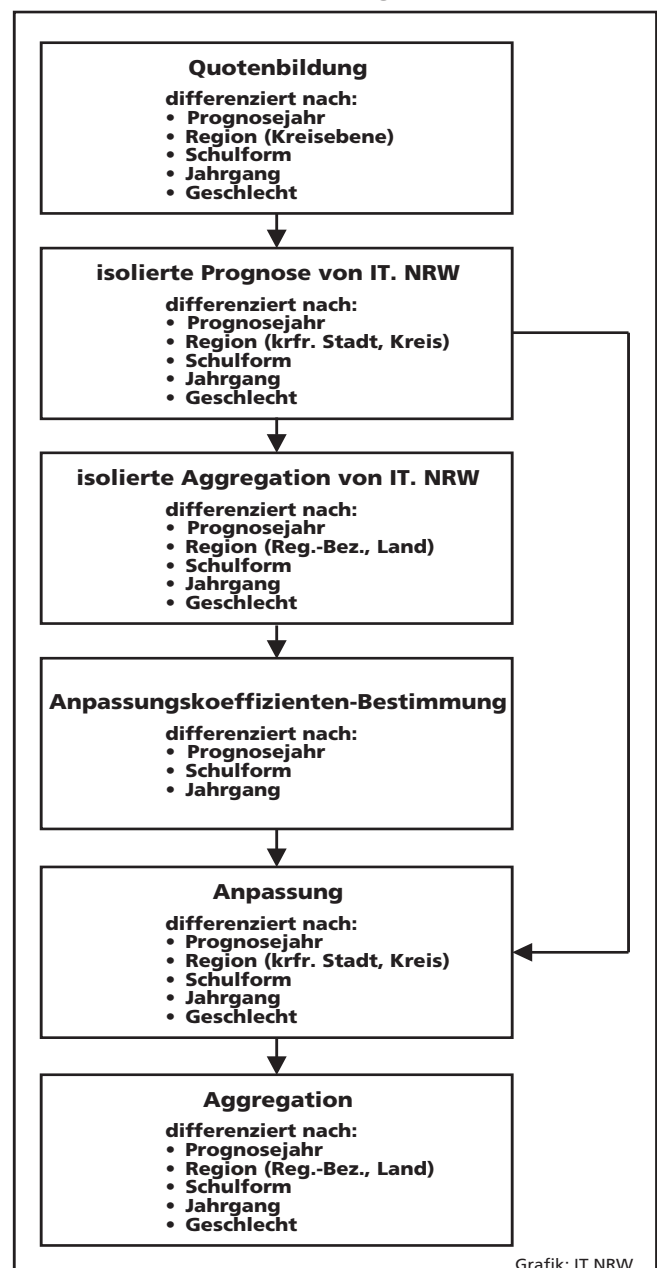 Quotenbildung
differenziert nach:
• Prognosejahr
• Region (Kreisebene)
• Schulform
• Jahrgang
• Geschlecht
isolierte Prognose von IT. NRW
differenziert nach:
• Prognosejahr
• Region (krfr. Stadt, Kreis)
• Schulform
• Jahrgang
• Geschlecht
isolierte Aggregation von IT. NRW
differenziert nach:
• Prognosejahr
• Region (Reg.-Bez., Land)
• Schulform
• Jahrgang
• Geschlecht
Anpassungskoeffizienten-Bestimmung
differenziert nach:
• Prognosejahr
• Schulform
• Jahrgang
Anpassung
differenziert nach:
• Prognosejahr
• Region (krfr. Stadt, Kreis)
• Schulform
• Jahrgang
• Geschlecht
Aggregation
differenziert nach:
• Prognosejahr
• Region (Reg.-Bez., Land)
• Schulform
• Jahrgang
• Geschlecht
Grafik: IT.NRW